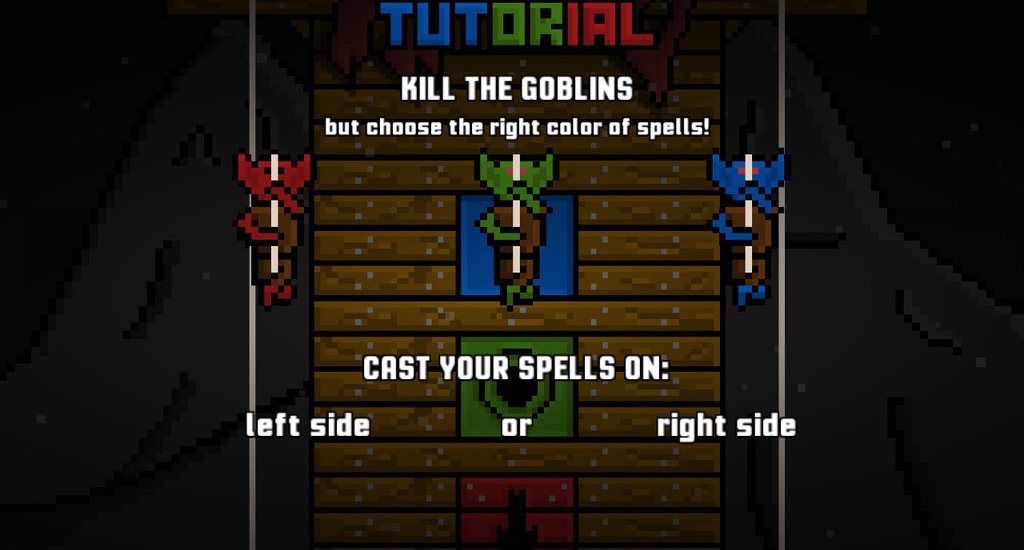 TUTORIAL
KILL THE GOBLINS
but choose the right color of spells!
CAST YOUR SPELLS ON:
left side or right side